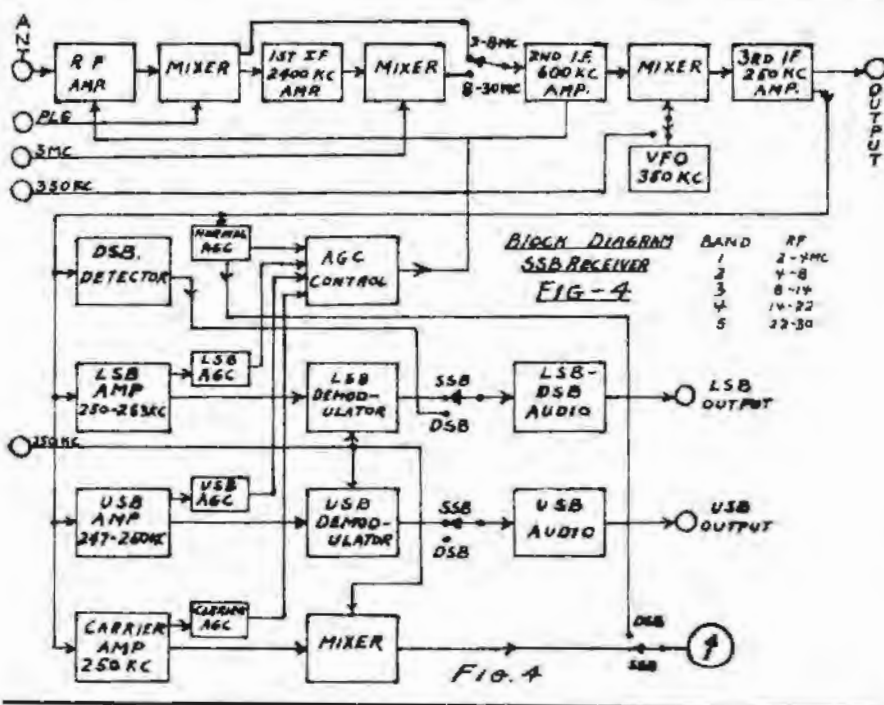 ANT
RF
AMP.
MIXER
1ST IF
2400 KC
AMP.
MIXER
2-8MC
8-30MC
2ND I.F.
600KC
AMP.
MIXER
3RD IF
250 KC
AMP.
OUTPUT
PLG
3MC
350KC
VFO
350KC
NORMAL
AGC
DSB.
DETECTOR
AGC
CONTROL
BLOCK DIAGRAM
SSB RECEIVER
FIG-4
BAND RF
1 2-4MC
2 4-8
3 8-14
4 14-22
5 22-30
LSB
AMP
250-253KC
LSB
AGC
LSB
DEMOD-
ULATOR
SSB
DSB
LSB-
DSB
AUDIO
LSB
OUTPUT
250KC
USB
AMP
247-250KC
USB
AGC
USB
DEMOD-
ULATOR
SSB
DSB
USB
AUDIO
USB
OUTPUT
CARRIER
AMP
250KC
CARRIER
AGC
MIXER
DSB
SSB
Fig. 4